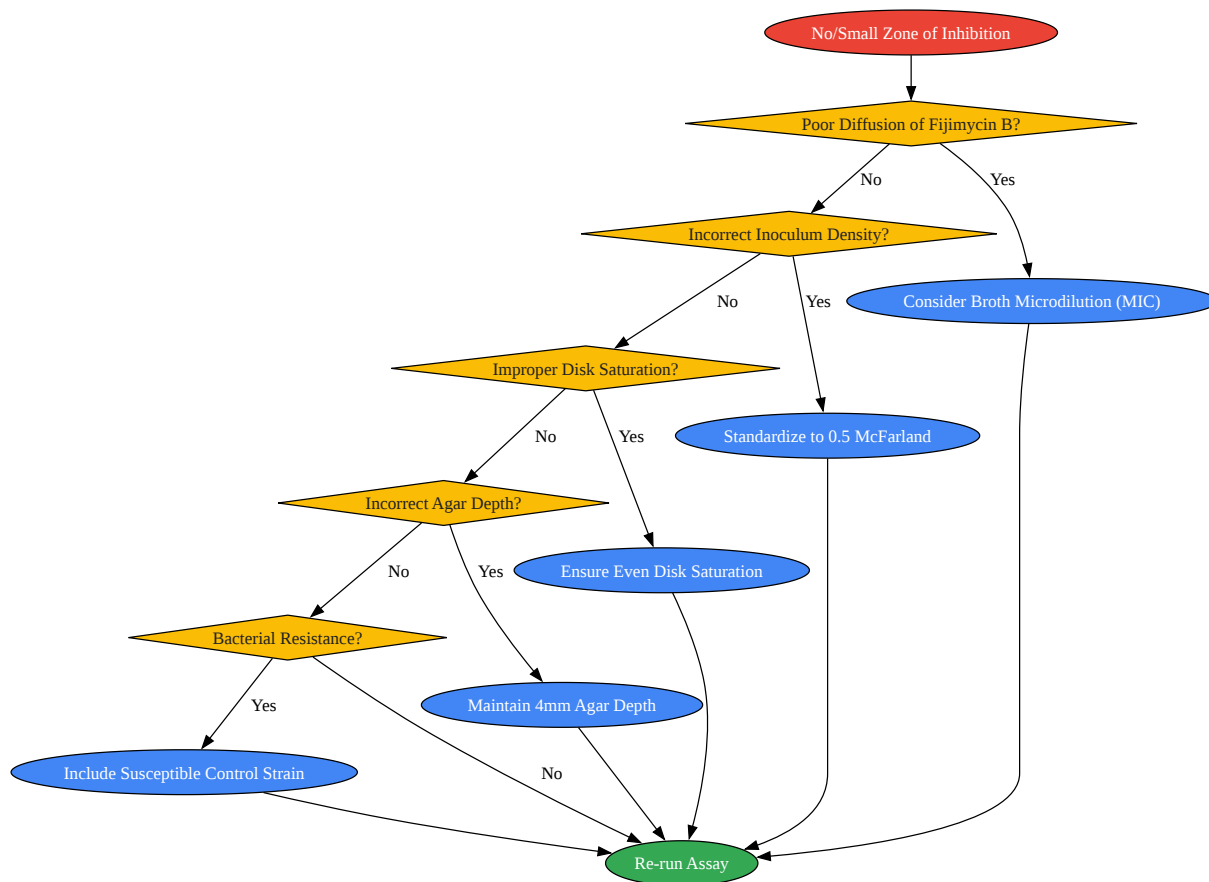 No/Small Zone of Inhibition
Poor Diffusion of Fijimycin B?
No
Yes
Incorrect Inoculum Density?
No
Yes
Consider Broth Microdilution (MIC)
Improper Disk Saturation?
No
Yes
Standardize to 0.5 McFarland
Incorrect Agar Depth?
No
Yes
Ensure Even Disk Saturation
Bacterial Resistance?
Yes
Maintain 4mm Agar Depth
Include Susceptible Control Strain
No
Re-run Assay